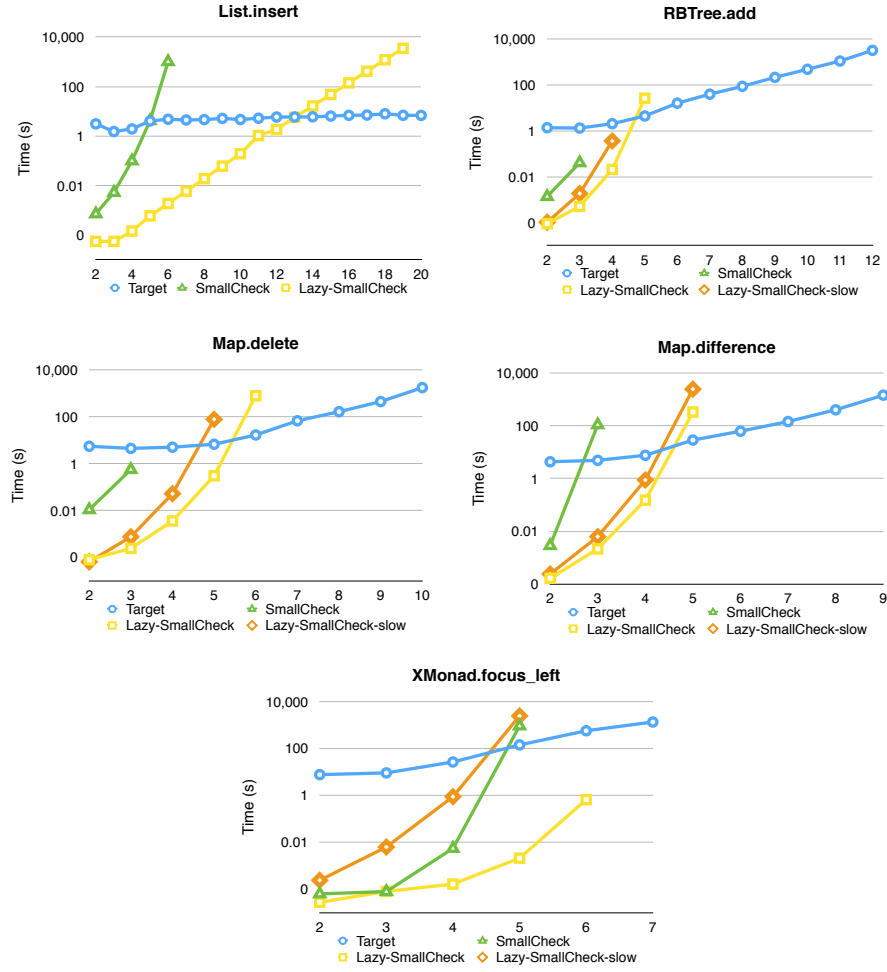 List.insert
Time (s)
10,000
100
1
0.01
0
2 4 6 8 10 12 14 16 18 20
Target SmallCheck Lazy-SmallCheck
RBTree.add
Time (s)
10,000
100
1
0.01
0
2 3 4 5 6 7 8 9 10 11 12
Target SmallCheck
Lazy-SmallCheck Lazy-SmallCheck-slow
Map.delete
Time (s)
10,000
100
1
0.01
0
2 3 4 5 6 7 8 9 10
Target SmallCheck
Lazy-SmallCheck Lazy-SmallCheck-slow
Map.difference
Time (s)
10,000
100
1
0.01
0
2 3 4 5 6 7 8 9
Target SmallCheck
Lazy-SmallCheck Lazy-SmallCheck-slow
XMonad.focus_left
Time (s)
10,000
100
1
0.01
0
2 3 4 5 6 7
Target SmallCheck
Lazy-SmallCheck Lazy-SmallCheck-slow